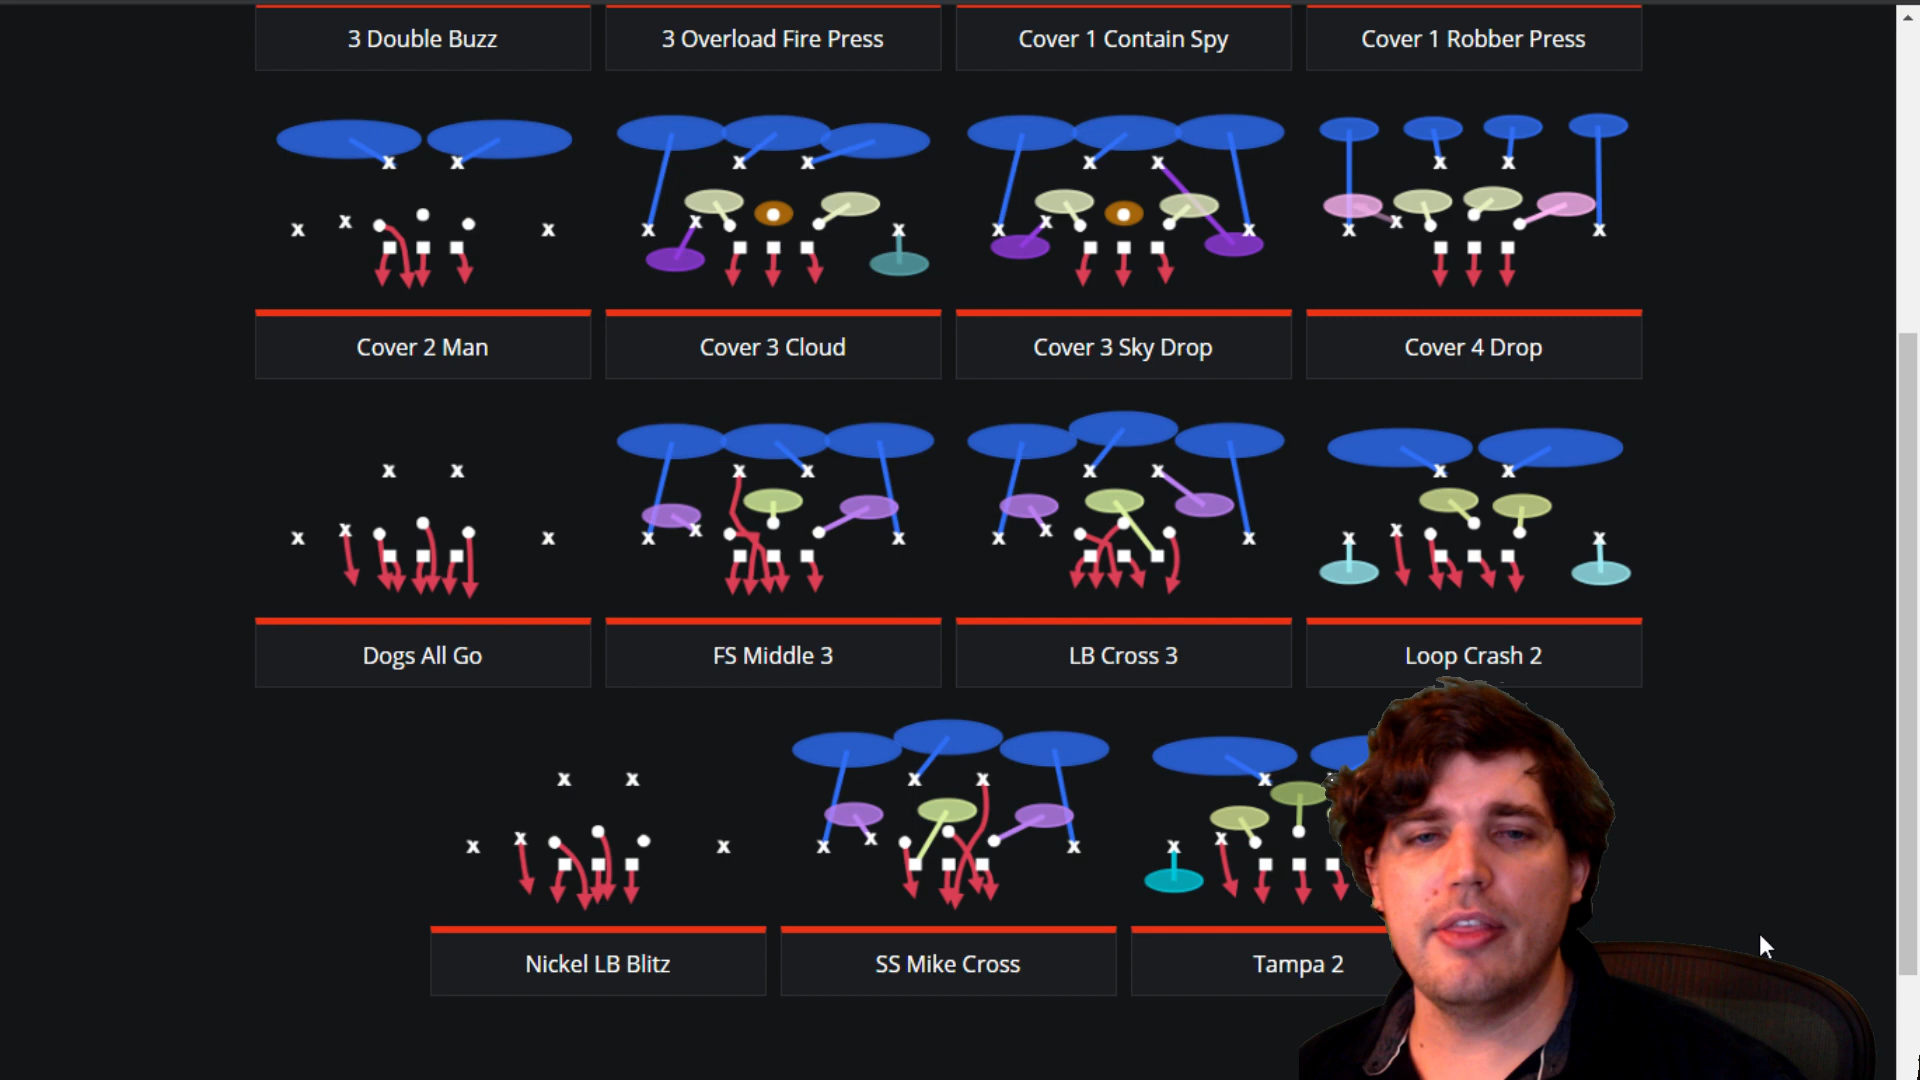 3 Double Buzz
3 Overload Fire Press
Cover 1 Contain Spy
Cover 1 Robber Press
Cover 2 Man
Cover 3 Cloud
Cover 3 Sky Drop
Cover 4 Drop
Dogs All Go
FS Middle 3
LB Cross 3
Loop Crash 2
Nickel LB Blitz
SS Mike Cross
Tampa 2